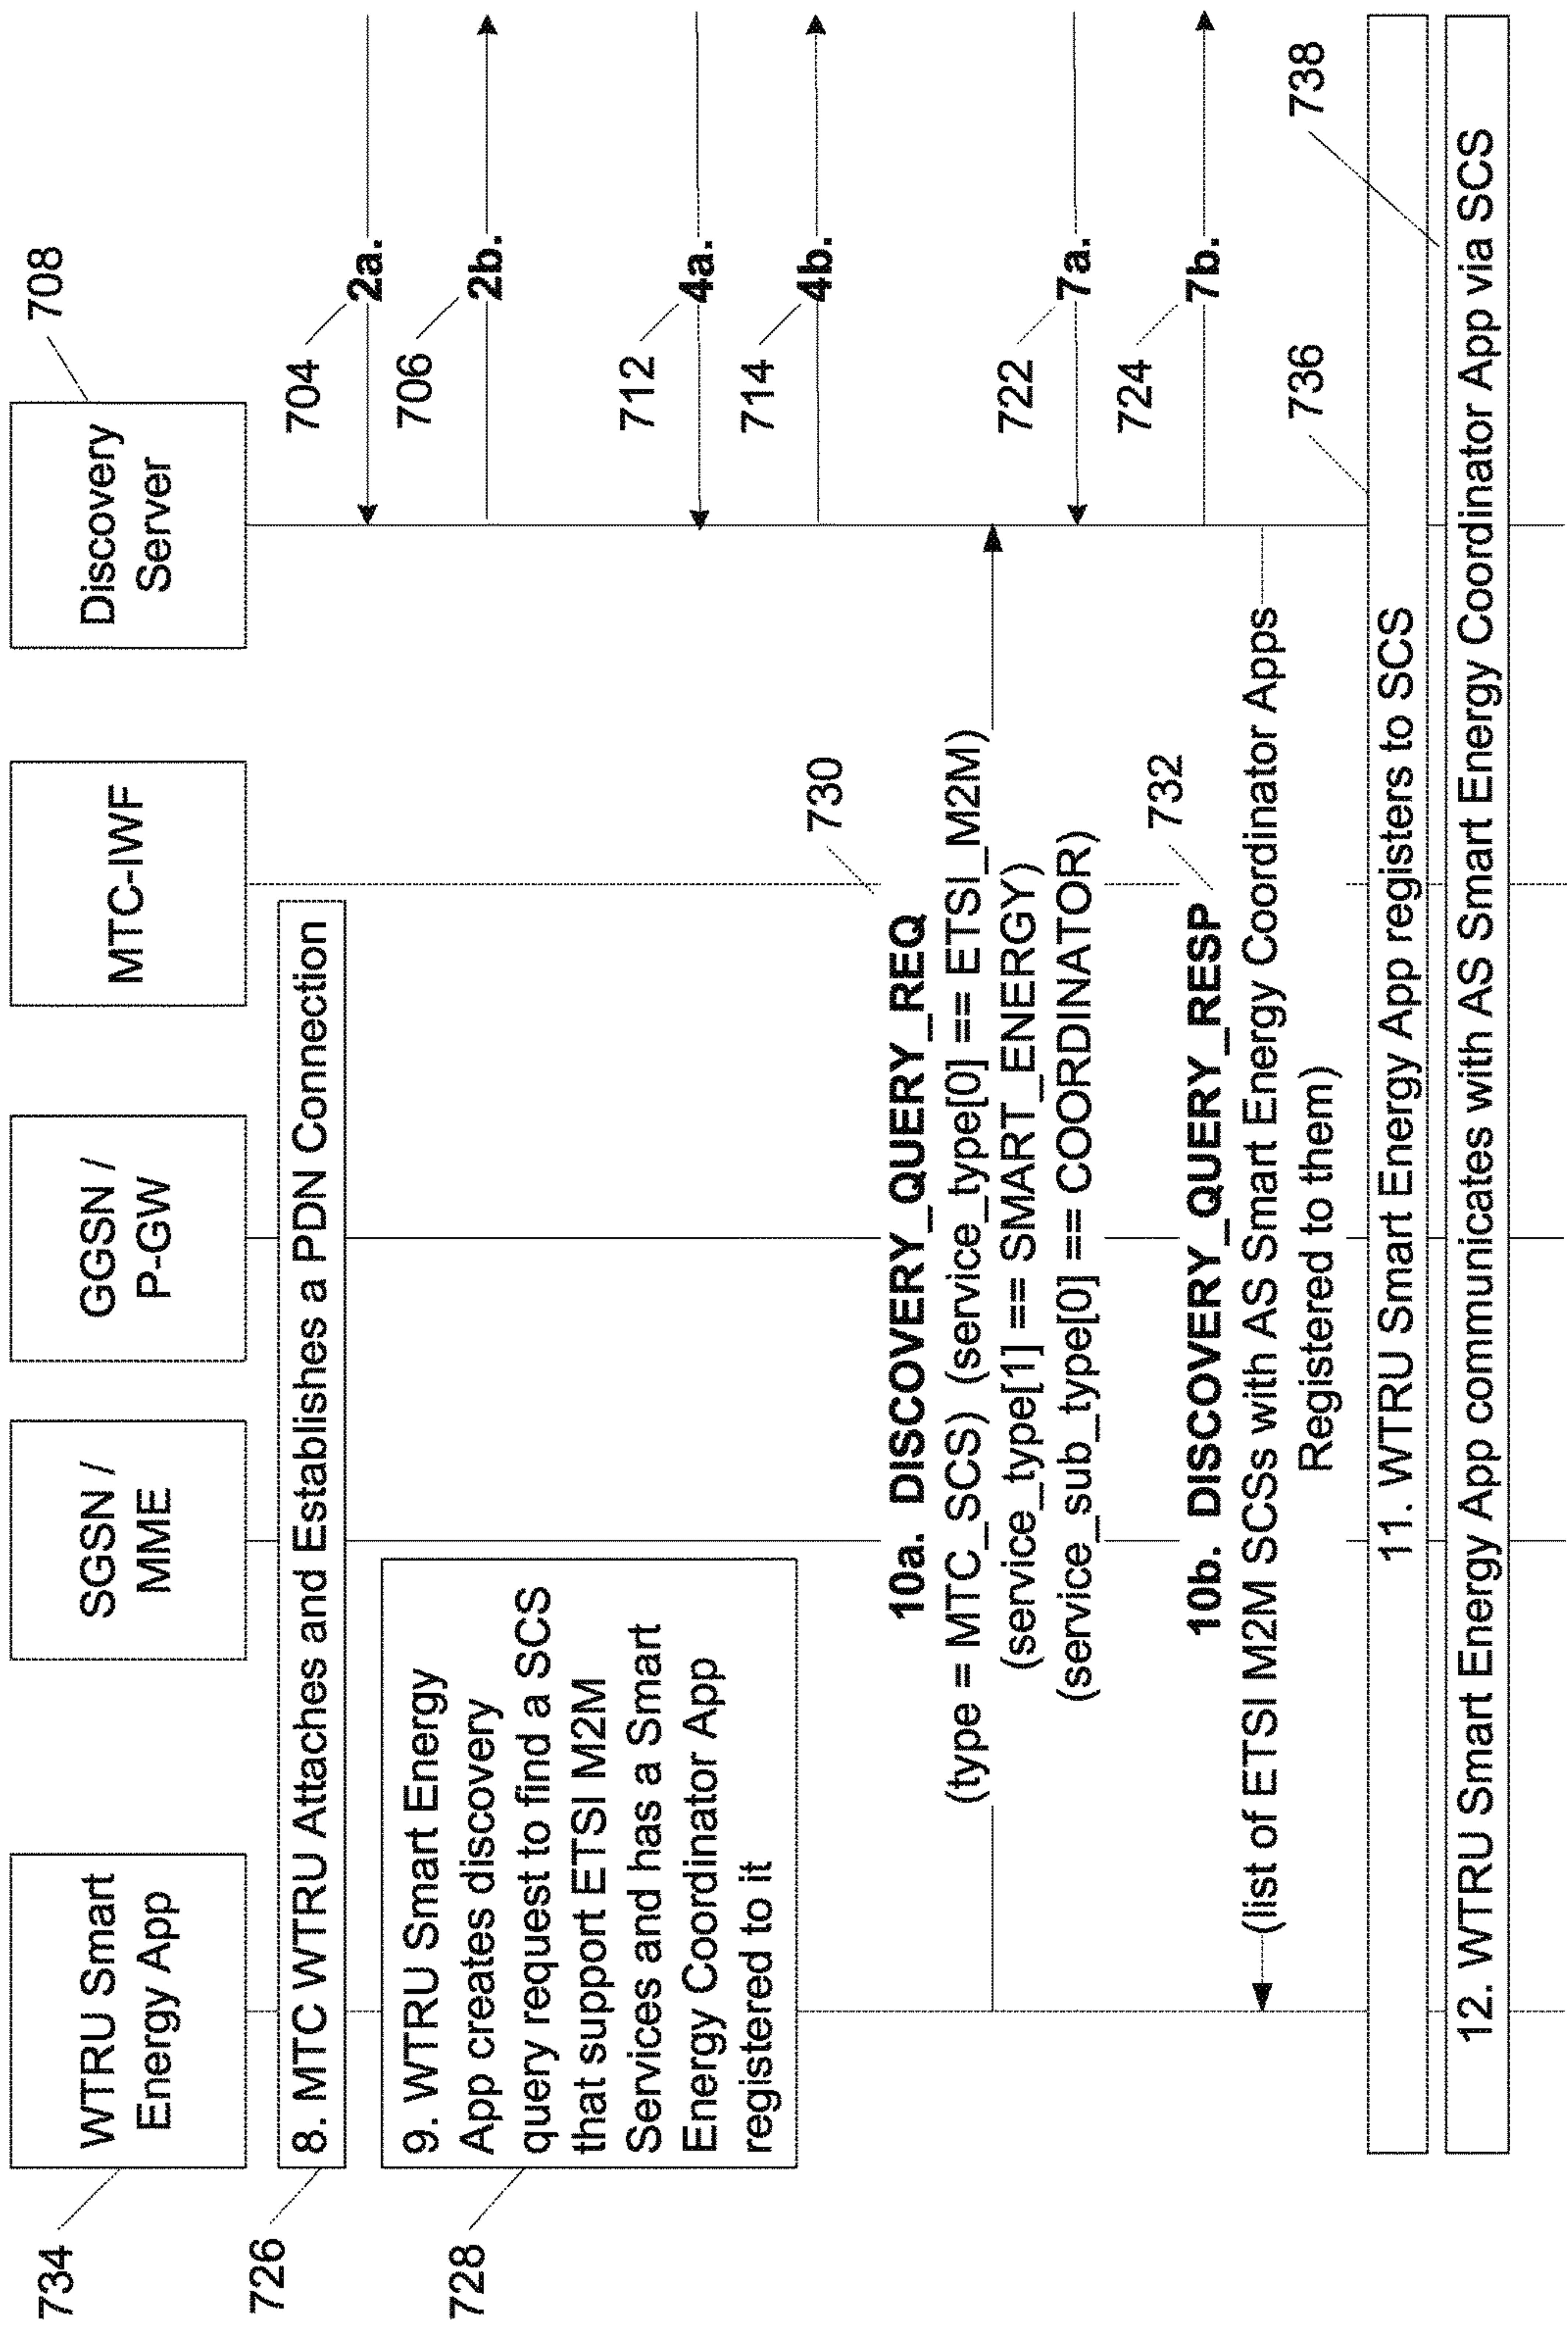 734
WTRU Smart
Energy App
SGSN /
MME
GGSN /
P-GW
MTC-IWF
Discovery
Server
708
726
8. MTC WTRU Attaches and Establishes a PDN Connection
704
2a.
706
2b.
728
9. WTRU Smart Energy
App creates discovery
query request to find a SCS
that support ETSI M2M
Services and has a Smart
Energy Coordinator App
registered to it
712
4a.
714
4b.
730
10a. DISCOVERY_QUERY_REQ
(type = MTC_SCS) (service_type[0] == ETSI_M2M)
(service_type[1] == SMART_ENERGY)
(service_sub_type[0] == COORDINATOR)
722
7a.
724
7b.
732
10b. DISCOVERY_QUERY_RESP
(list of ETSI M2M SCSs with AS Smart Energy Coordinator Apps
Registered to them)
736
11. WTRU Smart Energy App registers to SCS
738
12. WTRU Smart Energy App communicates with AS Smart Energy Coordinator App via SCS